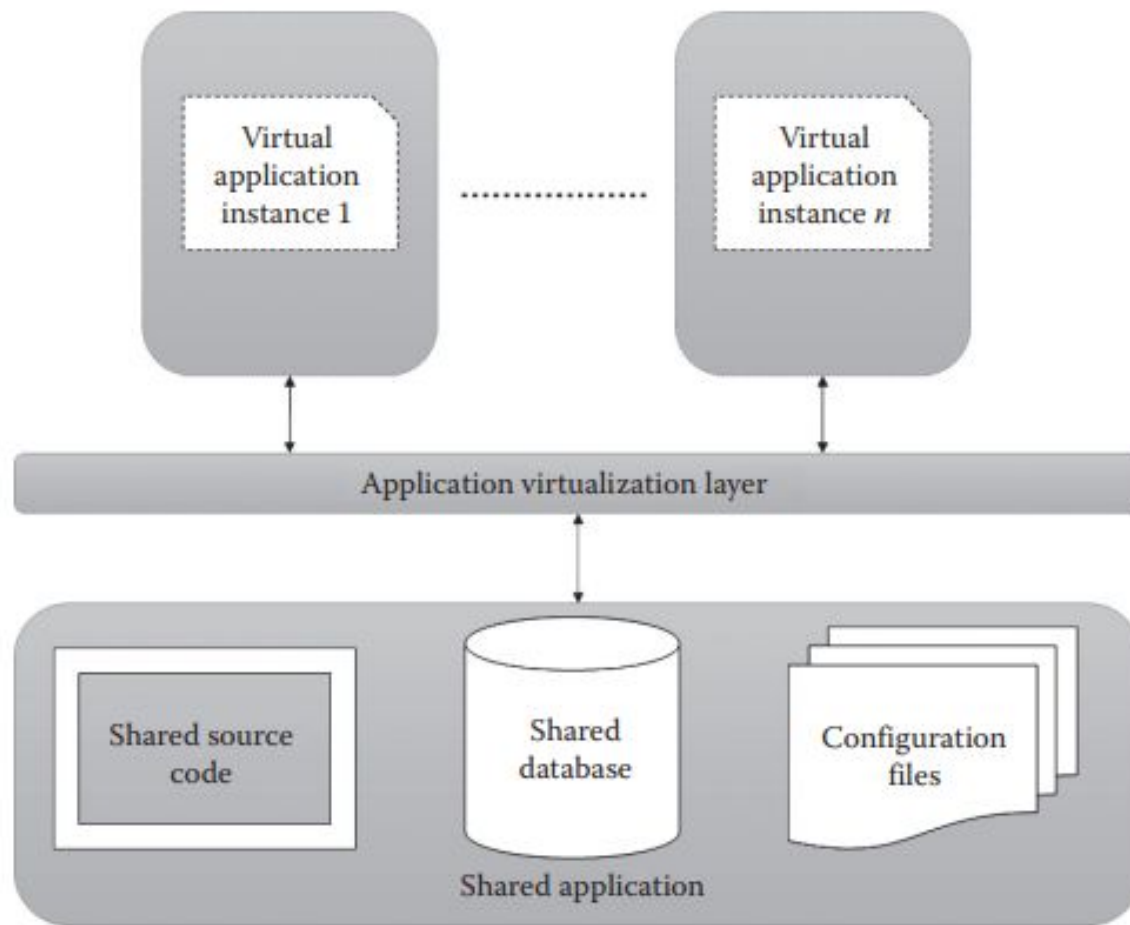 Virtual
application
instance 1
Virtual
application
instance n
Application virtualization layer
Shared source
code
Shared
database
Configuration
files
Shared application